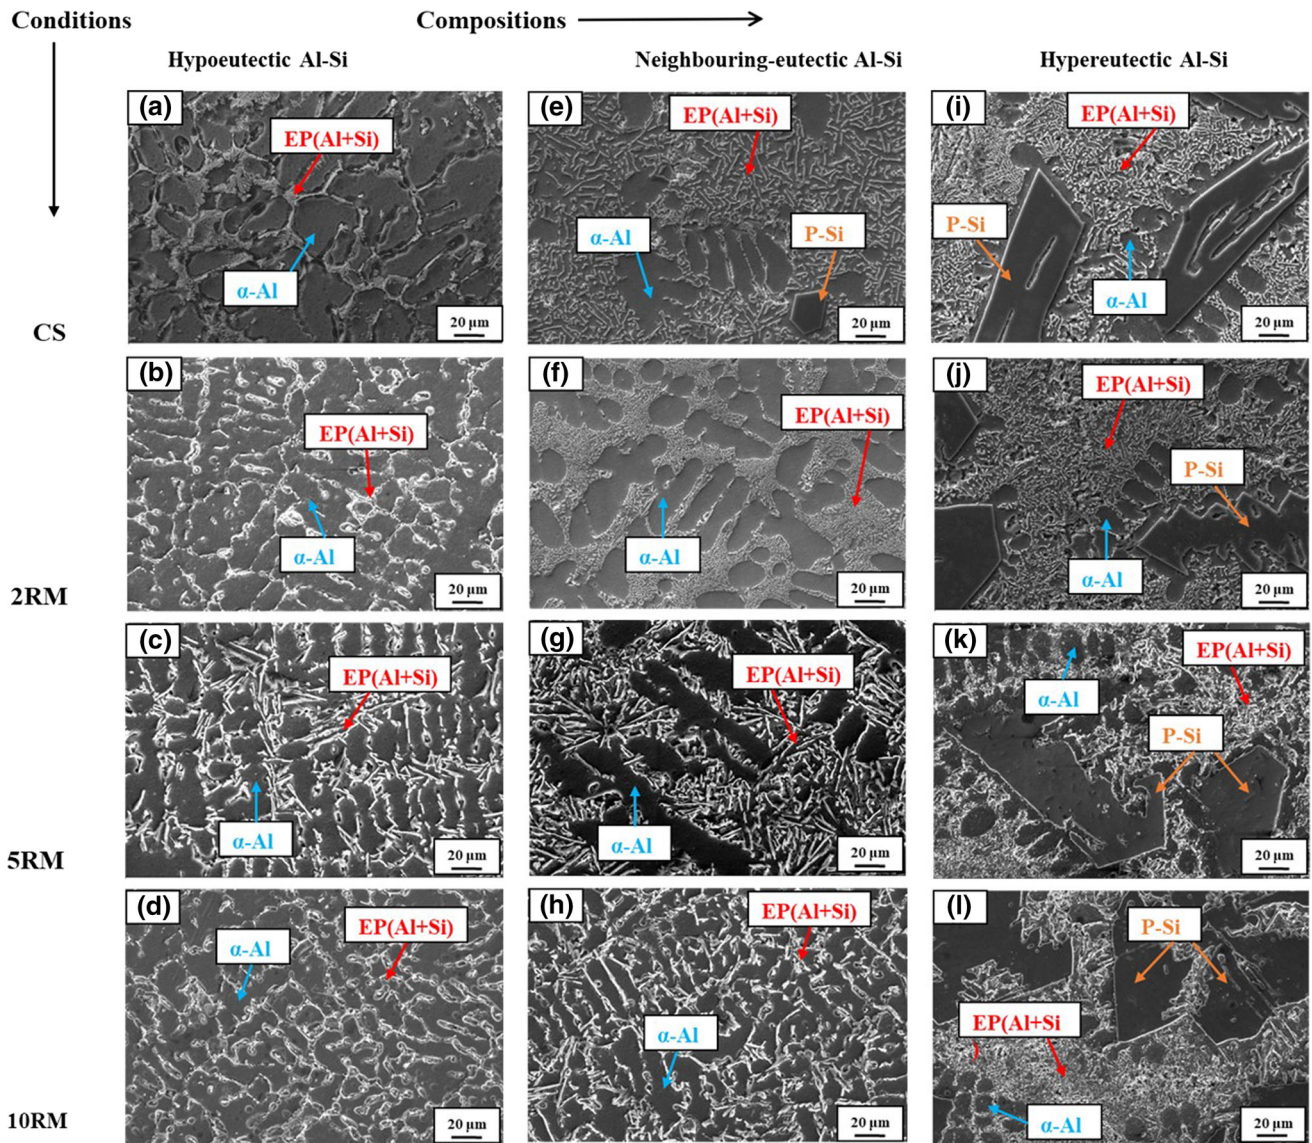 Conditions
Compositions
Hypoeutectic Al-Si
Neighbouring-eutectic Al-Si
Hypereutectic Al-Si
CS
(a)
EP(Al+Si)
α-Al
20 µm
(e)
EP(Al+Si)
α-Al
P-Si
20 µm
(i)
EP(Al+Si)
P-Si
α-Al
20 µm
2RM
(b)
EP(Al+Si)
α-Al
20 µm
(f)
EP(Al+Si)
α-Al
20 µm
(j)
EP(Al+Si)
P-Si
α-Al
20 µm
5RM
(c)
EP(Al+Si)
α-Al
20 µm
(g)
EP(Al+Si)
α-Al
20 µm
(k)
α-Al
EP(Al+Si)
P-Si
20 µm
10RM
(d)
α-Al
EP(Al+Si)
20 µm
(h)
EP(Al+Si)
α-Al
20 µm
(l)
P-Si
EP(Al+Si
)
α-Al
20 µm